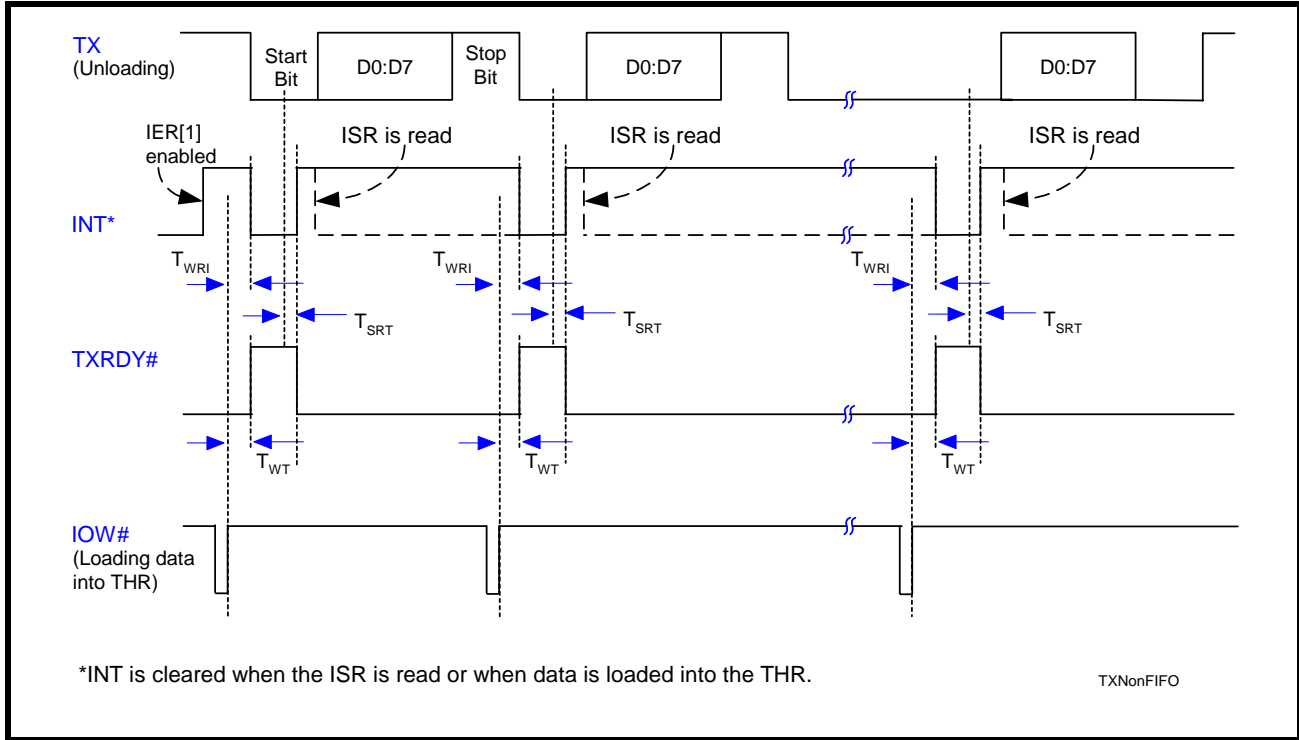 TX
(Unloading)
Start
Bit
D0:D7
Stop
Bit
D0:D7
D0:D7
IER[1]
enabled
ISR is read
ISR is read
ISR is read
INT*
TWRI
TWRI
TWRI
TSRT
TSRT
TSRT
TXRDY#
TWT
TWT
TWT
IOW#
(Loading data
into THR)
*INT is cleared when the ISR is read or when data is loaded into the THR.
TXNonFIFO